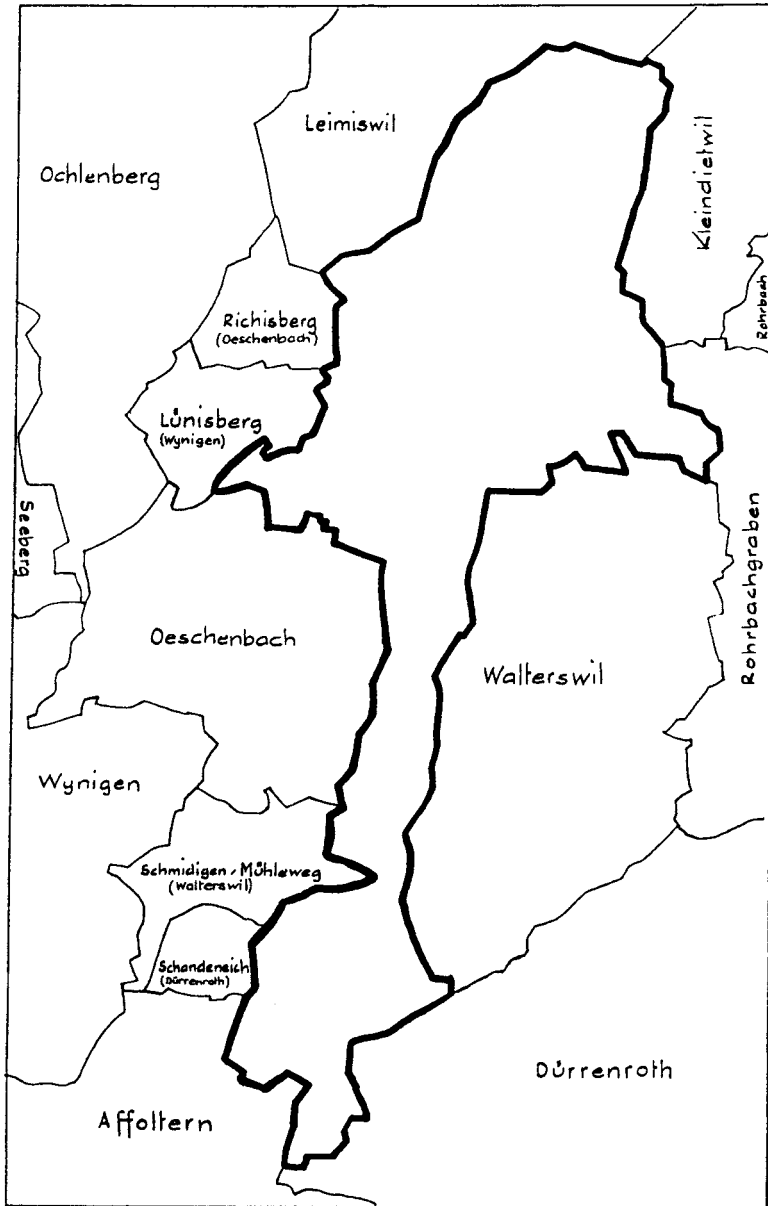 Leimiswil
Ochlenberg
Kleindietwil
Rohrbach
Richisberg
(Oeschenbach)
Lünisberg
(Wynigen)
Seeberg
Rohrbachgraben
Oeschenbach
Walterswil
Wynigen
Schmidigen-Mühleweg
(Walterswil)
Schandeneich
(Dürrenroth)
Dürrenroth
Affoltern